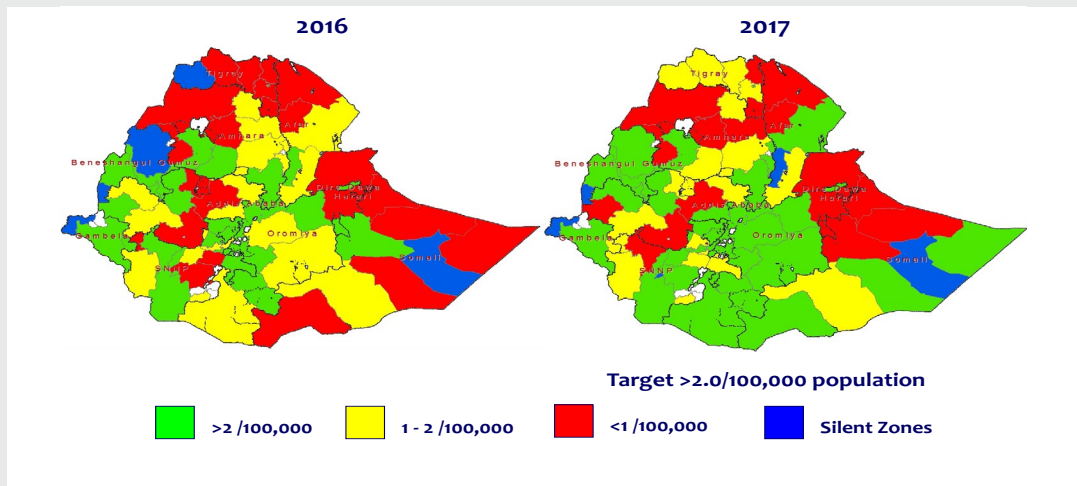 2016
2017
Tigray
Afar
Amhara
Beneshangul Gumuz
Dire Dawa
Harari
Addis Ababa
Oromiya
Gambela
Somali
SNNP
Tigray
Afar
Amhara
Beneshangul Gumuz
Dire Dawa
Harari
Addis Ababa
Oromiya
Gambela
Somali
SNNP
Target >2.0/100,000 population
>2 /100,000
1 - 2 /100,000
<1 /100,000
Silent Zones